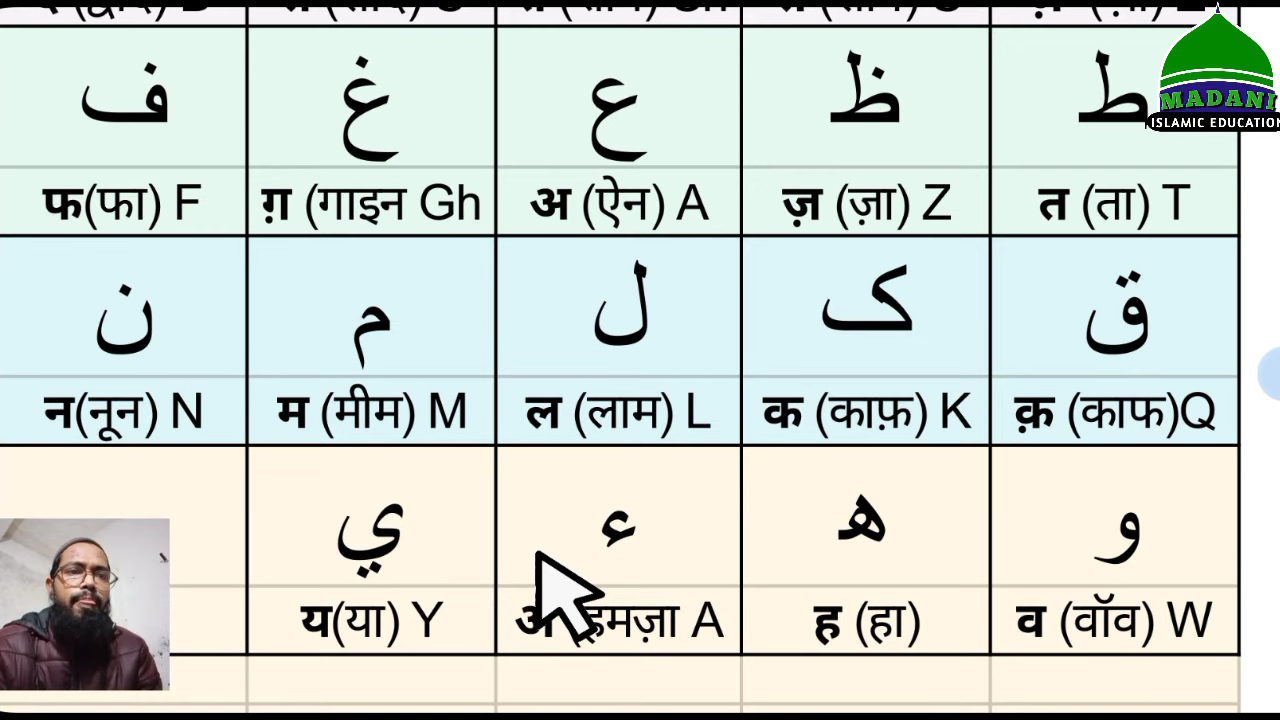 MADANI
ISLAMIC EDUCATION
ف غ ع ظ ط
फ(फा) F ग़ (गाइन Gh अ (ऐन) A ज़ (ज़ा) Z त (ता) T
ن م ل ک ق
न(नून) N म (मीम) M ल (लाम) L क (काफ़) K क़ (काफ)Q
ي ء ه و
य(या) Y अ हमज़ा A ह (हा) व (वॉव) W